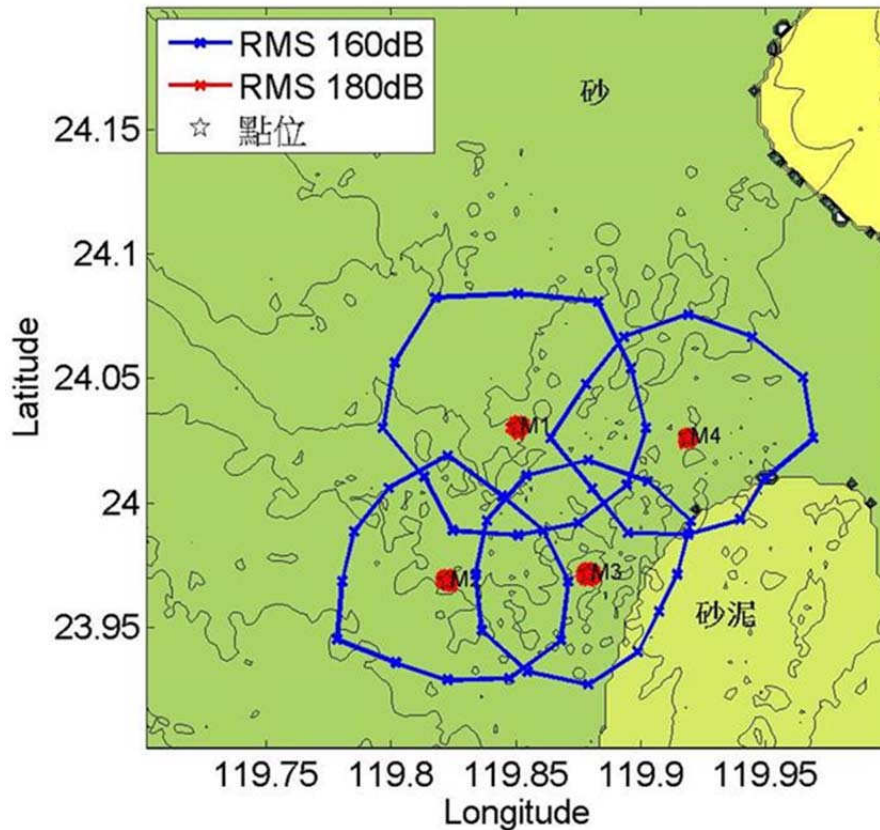 RMS 160dB
RMS 180dB
點位
砂
24.15
24.1
24.05
24
23.95
Latitude
M1
M4
M2
M3
砂泥
119.75
119.8
119.85
119.9
119.95
Longitude